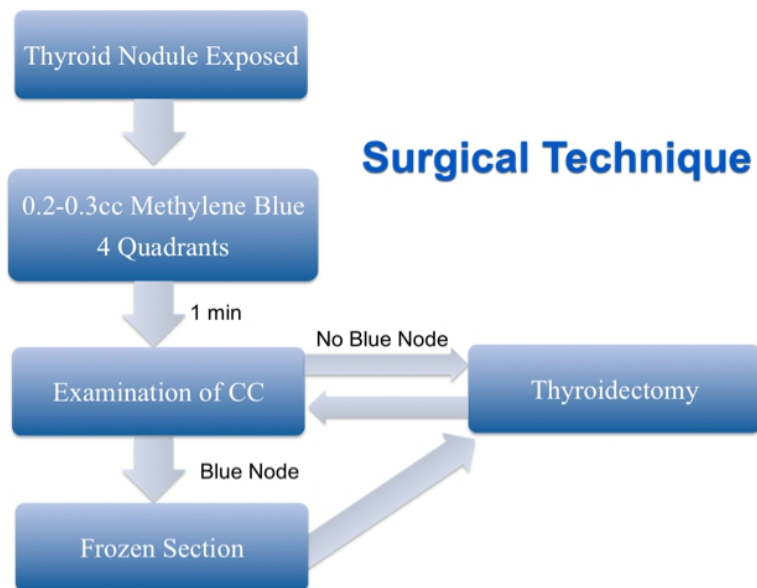 Thyroid Nodule Exposed
Surgical Technique
0.2-0.3cc Methylene Blue
4 Quadrants
1 min
No Blue Node
Examination of CC
Thyroidectomy
Blue Node
Frozen Section